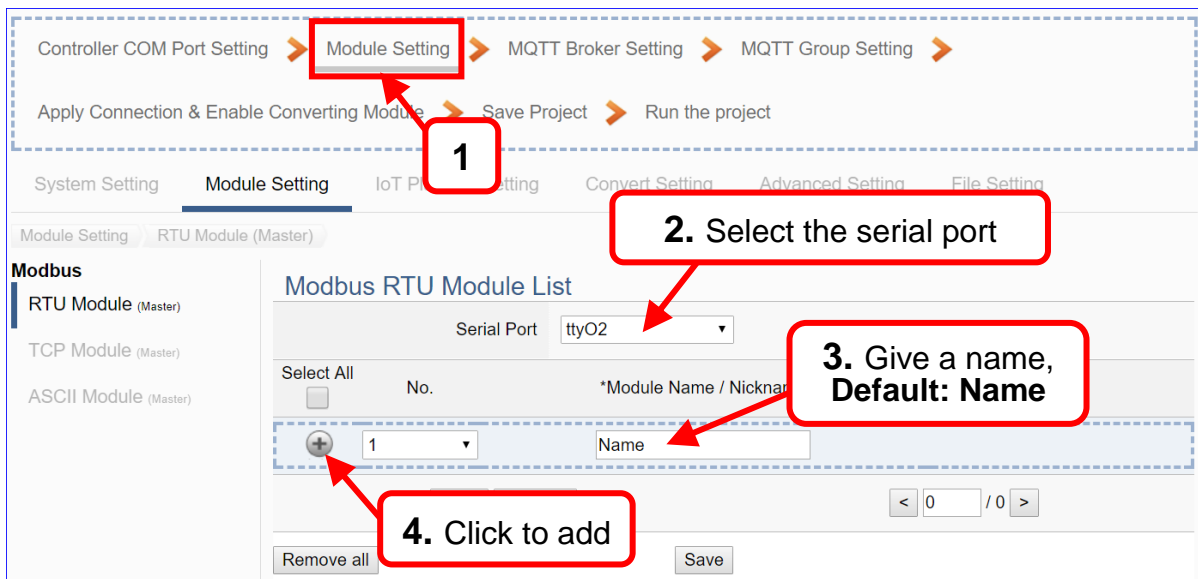 Controller COM Port Setting Module Setting MQTT Broker Setting MQTT Group Setting
Apply Connection & Enable Converting Module Save Project Run the project
1
System Setting Module Setting IoT Setting Convert Setting Advanced Setting File Setting
2. Select the serial port
Module Setting RTU Module (Master)
Modbus
RTU Module (Master)
TCP Module (Master)
ASCII Module (Master)
Modbus RTU Module List
Serial Port ttyO2
3. Give a name,
Default: Name
Select All
No. *Module Name /
1 Name
4. Click to add
< 0 / 0 >
Remove all Save